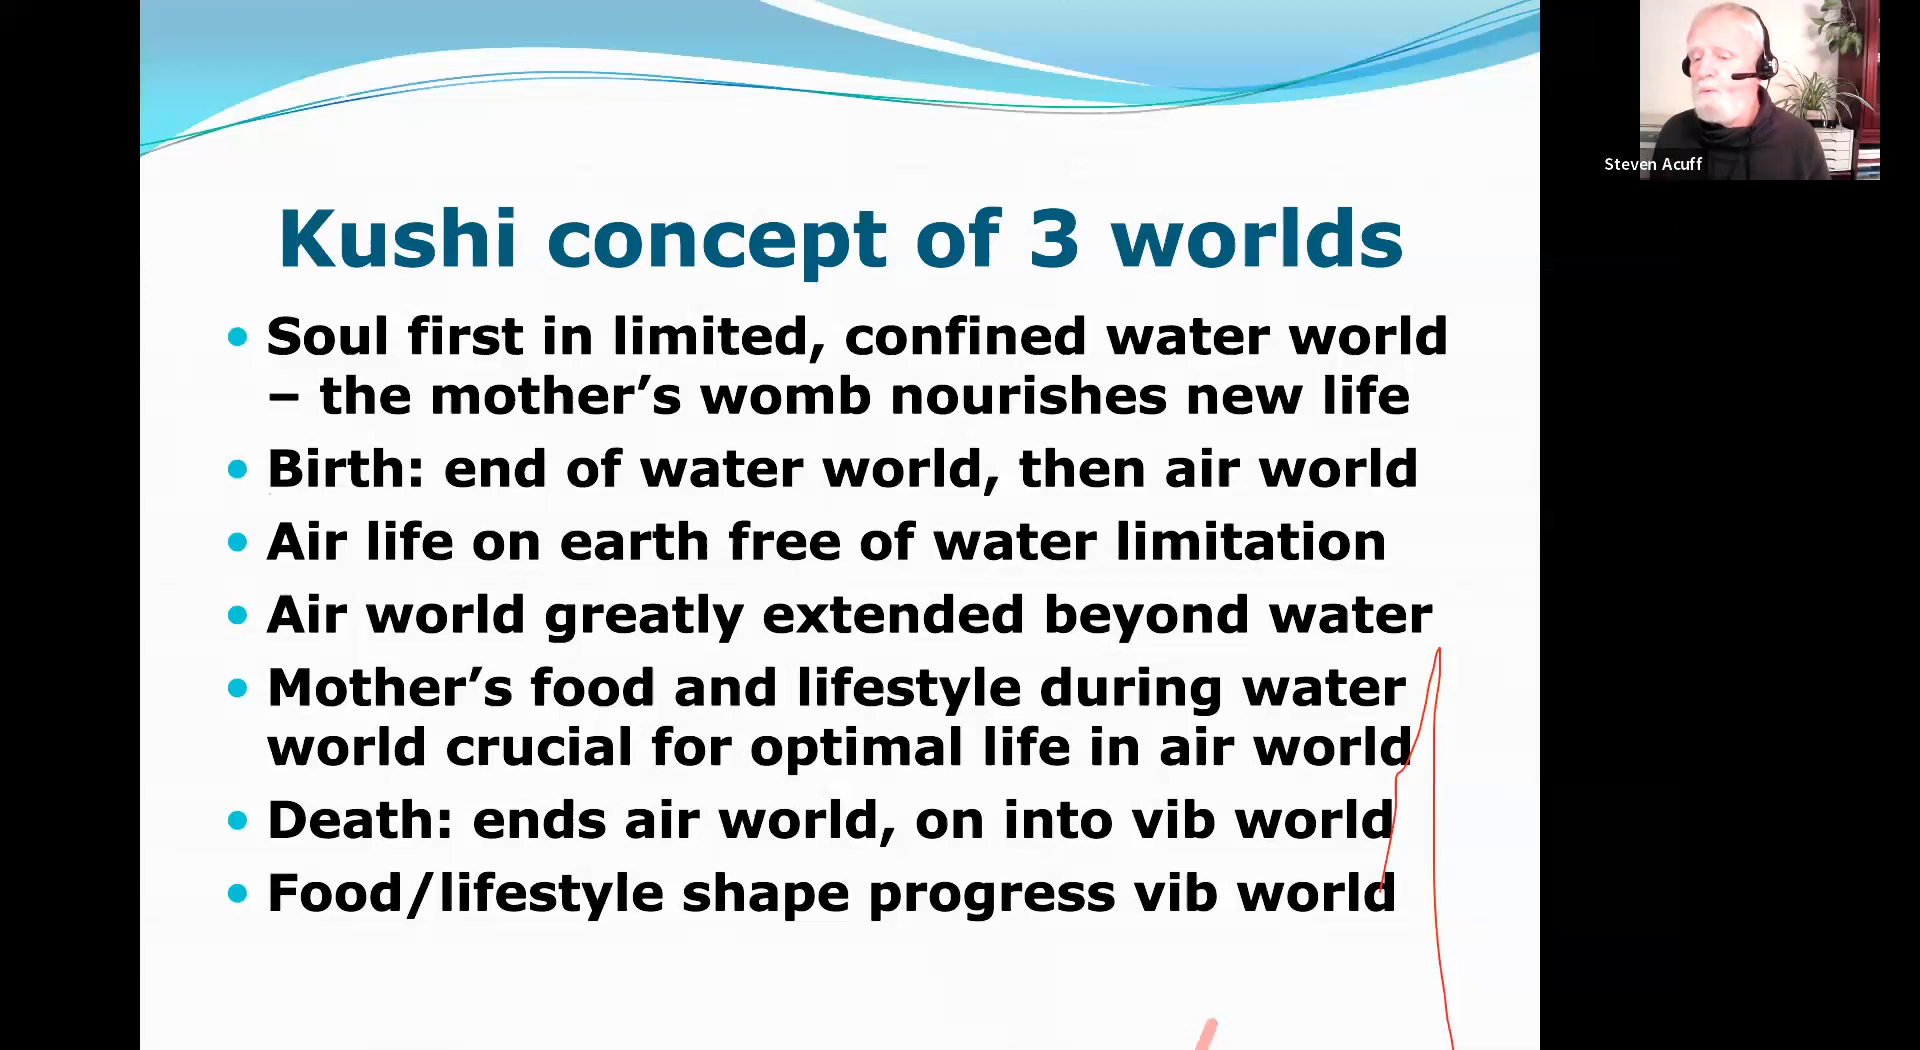 Kushi concept of 3 worlds
Soul first in limited, confined water world
– the mother’s womb nourishes new life
Birth: end of water world, then air world
Air life on earth free of water limitation
Air world greatly extended beyond water
Mother’s food and lifestyle during water
world crucial for optimal life in air world
Death: ends air world, on into vib world
Food/lifestyle shape progress vib world
Steven Acuff